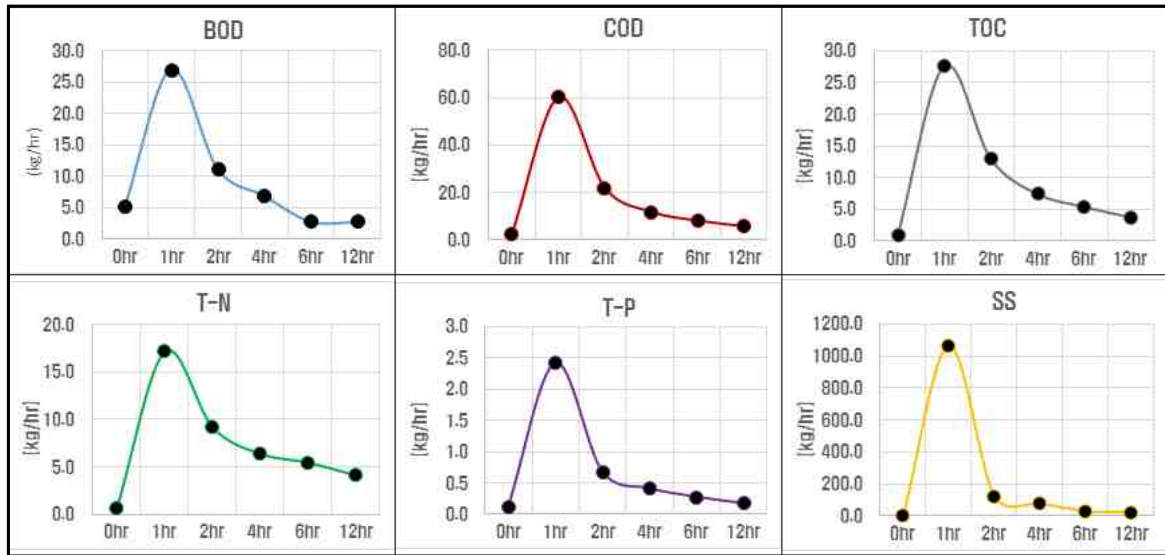 BOD
30.0
25.0
20.0
15.0
10.0
5.0
0.0
(kg/hr)
0hr 1hr 2hr 4hr 6hr 12hr
COD
80.0
60.0
40.0
20.0
0.0
[kg/hr]
0hr 1hr 2hr 4hr 6hr 12hr
TOC
30.0
25.0
20.0
15.0
10.0
5.0
0.0
[kg/hr]
0hr 1hr 2hr 4hr 6hr 12hr
T-N
20.0
15.0
10.0
5.0
0.0
[kg/hr]
0hr 1hr 2hr 4hr 6hr 12hr
T-P
3.0
2.5
2.0
1.5
1.0
0.5
0.0
[kg/hr]
0hr 1hr 2hr 4hr 6hr 12hr
SS
1200.0
1000.0
800.0
600.0
400.0
200.0
0.0
[kg/hr]
0hr 1hr 2hr 4hr 6hr 12hr